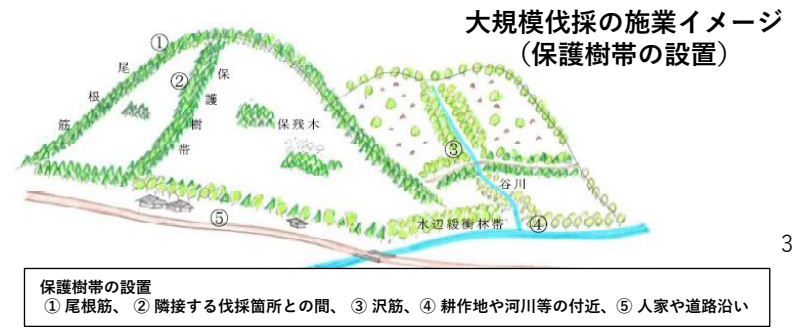 大規模伐採の施業イメージ
（保護樹帯の設置）
①
尾根筋
②
保護樹帯
保残木
③
谷川
⑤
水辺緩衝林帯
④
3
保護樹帯の設置
① 尾根筋、 ② 隣接する伐採箇所との間、 ③ 沢筋、④ 耕作地や河川等の付近、⑤ 人家や道路沿い